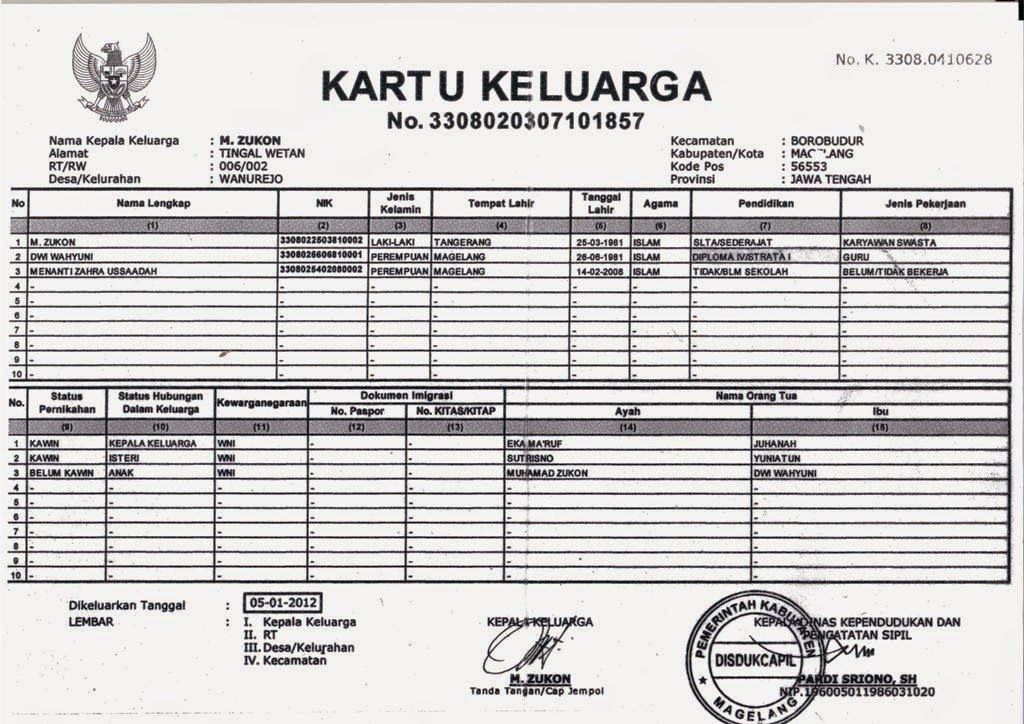 No. K. 3308.0410628
KARTU KELUARGA
No. 3308020307101857
Nama Kepala Keluarga : M. ZUKON
Alamat : TINGAL WETAN
RT/RW : 006/002
Desa/Kelurahan : WANUREJO
Kecamatan : BOROBUDUR
Kabupaten/Kota :
Kode Pos : 56553
Provinsi : JAWA TENGAH
No Nama Lengkap NIK Jenis Kelamin Tempat Lahir Tanggal Lahir Agama Pendidikan Jenis Pekerjaan
(1) (2) (3) (4) (5) (6) (7) (8)
1 M. ZUKON 3308022503810002 LAKI-LAKI TANGERANG 25-03-1981 ISLAM SLTA/SEDERAJAT KARYAWAN SWASTA
2 DWI WAHYUNI 3308026606810001 PEREMPUAN MAGELANG 26-06-1981 ISLAM DIPLOMA IV/STRATA I GURU
3 MENANTI ZAHRA USSAADAH 3308025402080002 PEREMPUAN MAGELANG 14-02-2008 ISLAM TIDAK/BLM SEKOLAH BELUM/TIDAK BEKERJA
4 - - - - - - - -
5 - - - - - - - -
6 - - - - - - - -
7 - - - - - - - -
8 - - - - - - - -
9 - - - - - - - -
10 - - - - - - - -
No. Status Pernikahan Status Hubungan Dalam Keluarga Kewarganegaraan Dokumen Imigrasi Nama Orang Tua
No. Paspor No. KITAS/KITAP Ayah Ibu
(9) (10) (11) (12) (13) (14) (15)
1 KAWIN KEPALA KELUARGA WNI - - EKA MA'RUF JUHANAH
2 KAWIN ISTERI WNI - - SUTRISNO YUNIATUN
3 BELUM KAWIN ANAK WNI - - MUHAMAD ZUKON DWI WAHYUNI
4 - - - - - - -
5 - - - - - - -
6 - - - - - - -
7 - - - - - - -
8 - - - - - - -
9 - - - - - - -
10 - - - - - - -
Dikeluarkan Tanggal : 05-01-2012
LEMBAR : I. Kepala Keluarga
II. RT
III. Desa/Kelurahan
IV. Kecamatan
KEPALA KELUARGA
M. ZUKON
Tanda Tangan/Cap Jempol
KEPALA DINAS KEPENDUDUKAN DAN
PENCATATAN SIPIL
PEMERINTAH KABUPATEN
DISDUKCAPIL
MAGELANG
PARDI SRIONO, SH
NIP.196005011986031020